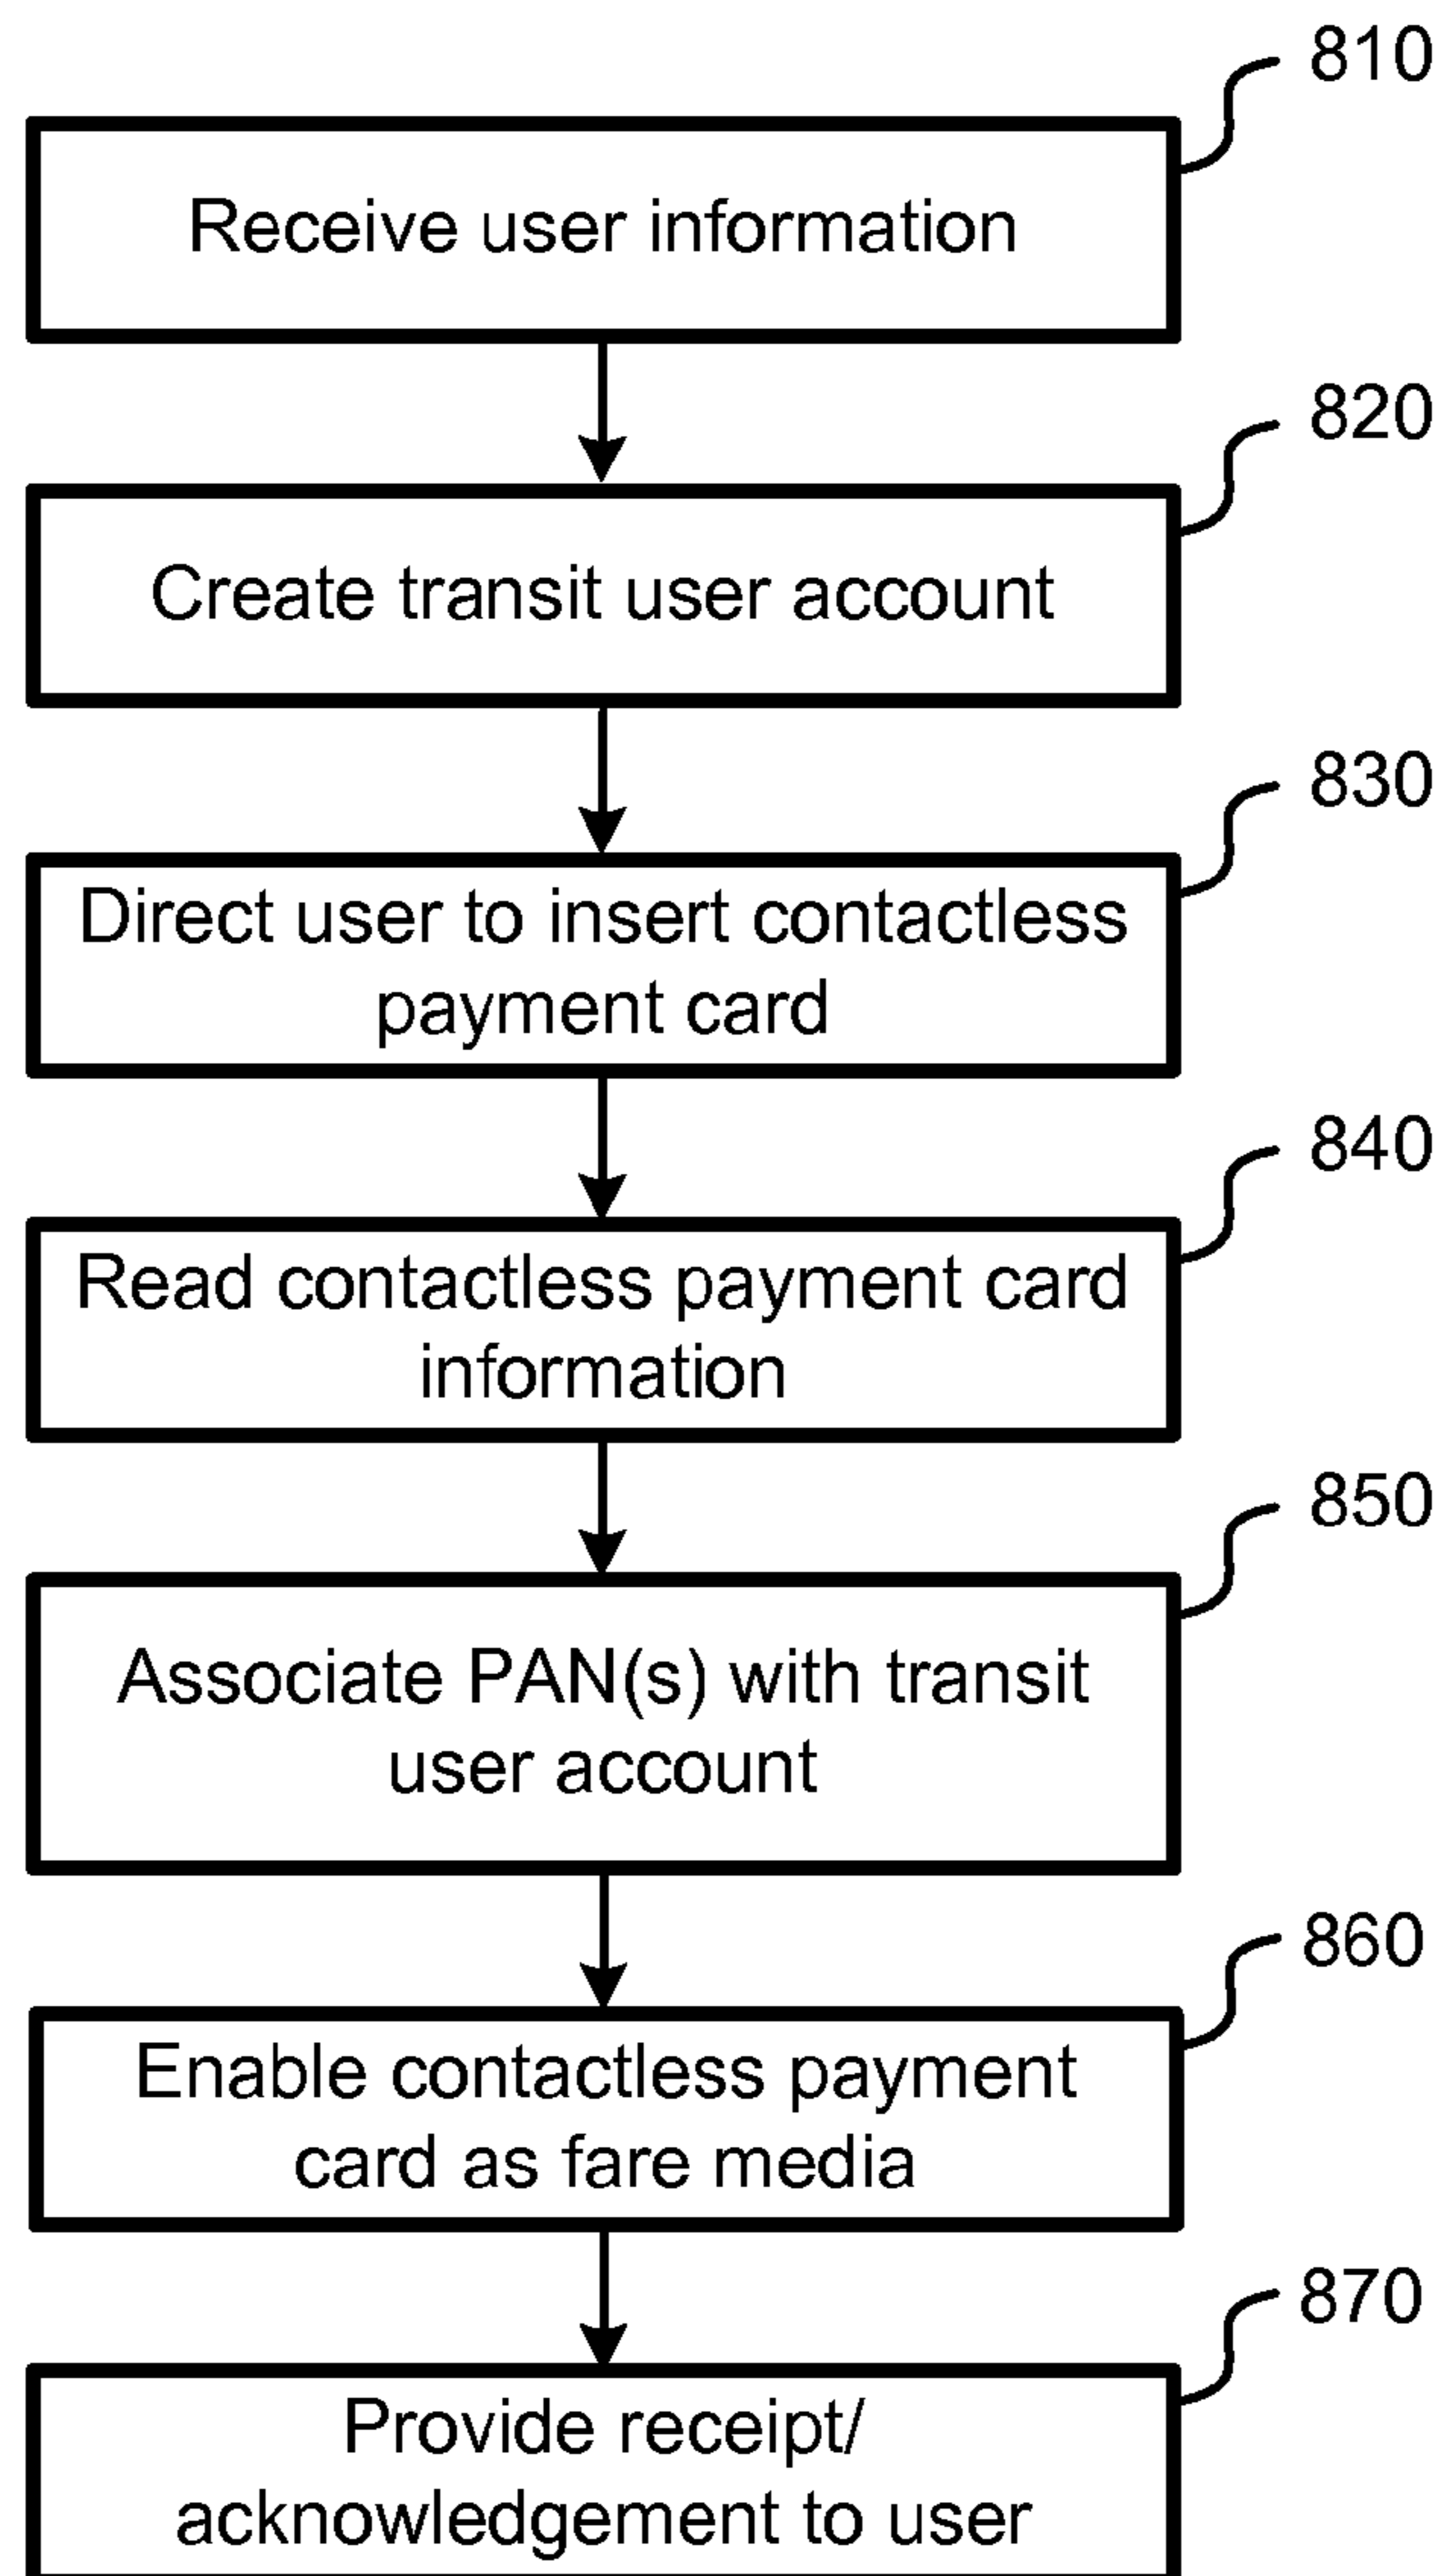 810
Receive user information
820
Create transit user account
830
Direct user to insert contactless
payment card
840
Read contactless payment card
information
850
Associate PAN(s) with transit
user account
860
Enable contactless payment
card as fare media
870
Provide receipt/
acknowledgement to user